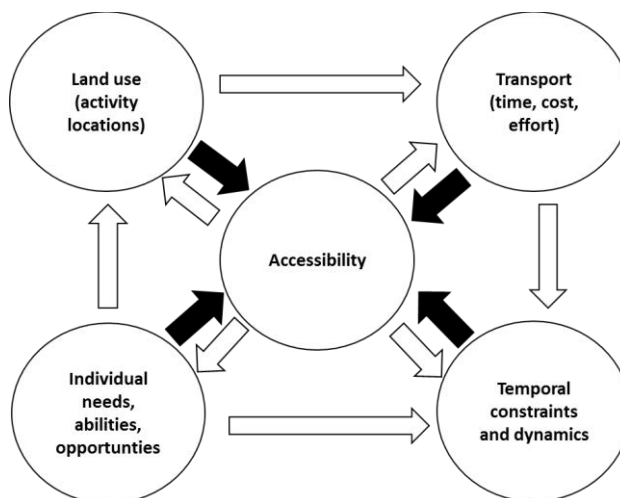 Land use
(activity
locations)
Transport
(time, cost,
effort)
Accessibility
Individual
needs,
abilities,
opportunties
Temporal
constraints
and dynamics